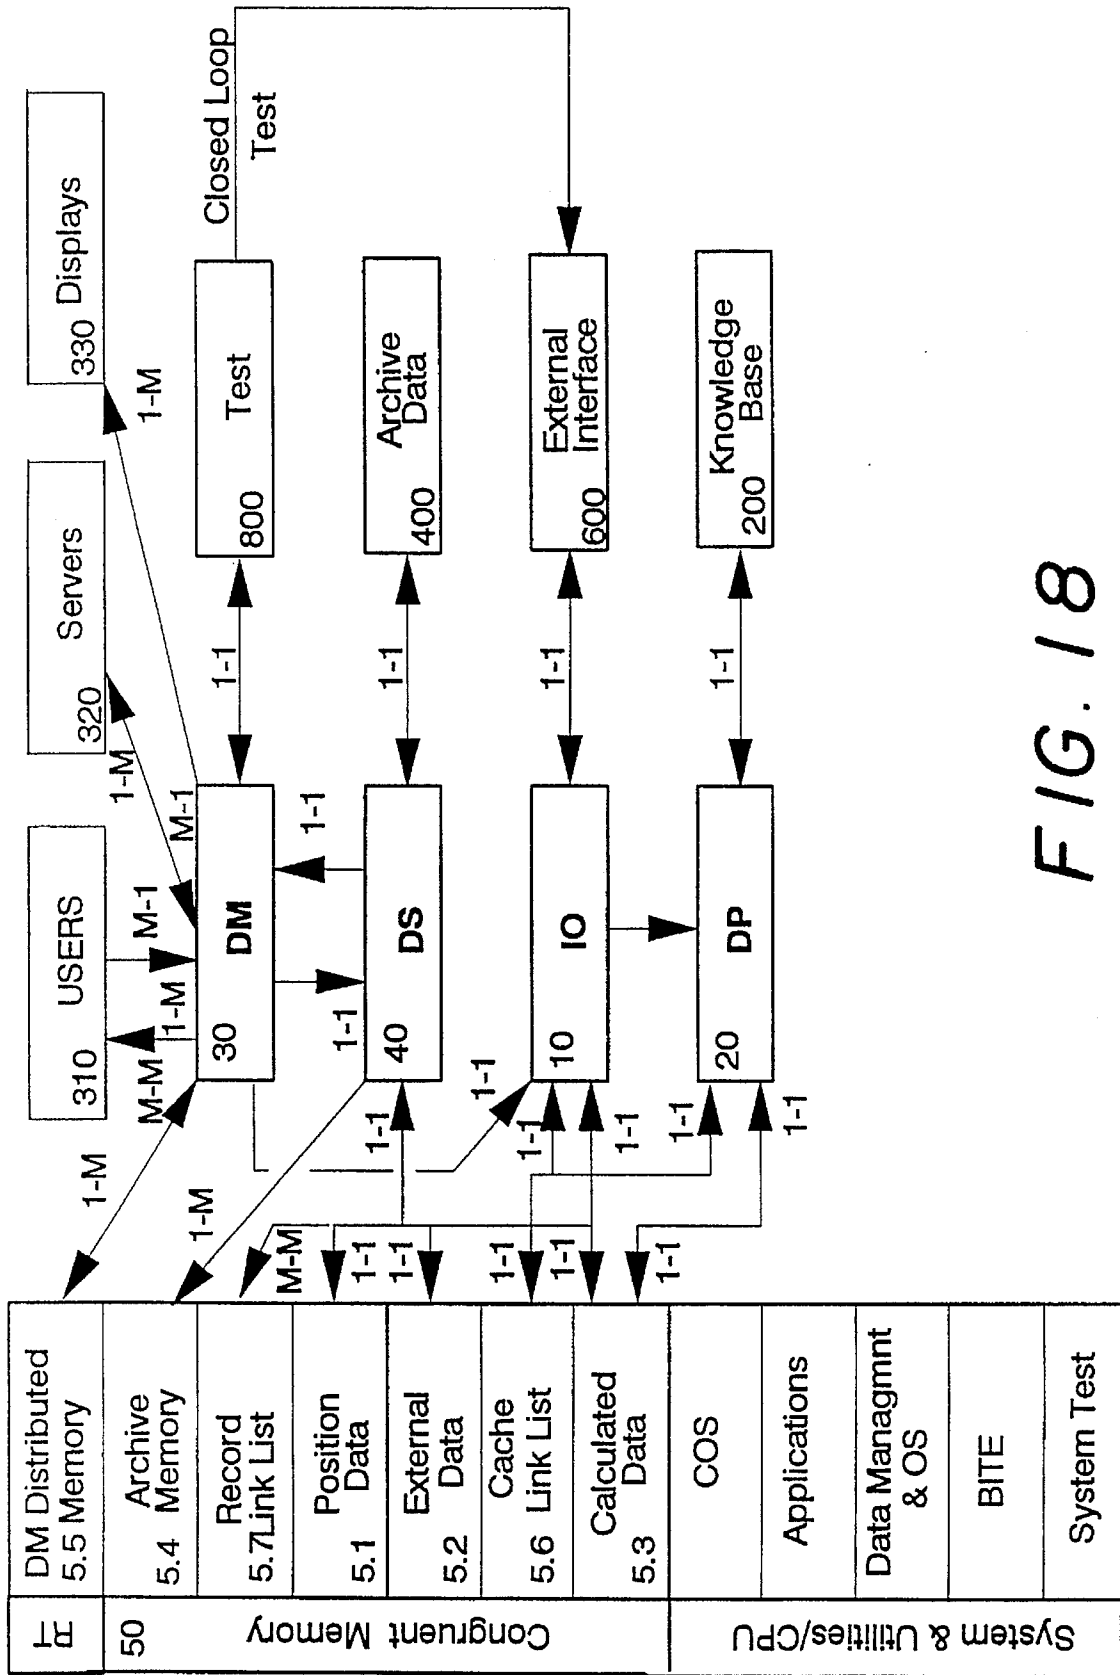 RT
DM Distributed
5.5 Memory
50
Congruent Memory
Archive
5.4 Memory
Record
5.7Link List
Position
5.1 Data
External
5.2 Data
Cache
5.6 Link List
Calculated
5.3 Data
System & Utilities/CPU
COS
Applications
Data Managmnt
& OS
BITE
System Test
1-M
M-M
1-M
M-M
1-1
1-1
1-1
1-1
1-1
1-1
1-1
1-1
1-1
1-1
1-1
310 USERS
320 Servers
330 Displays
1-M
M-1
1-M
M-1
1-M
30 DM
1-1
800 Test
Closed Loop
Test
1-1
1-1
40 DS
1-1
400 Archive
Data
10 IO
1-1
600 External
Interface
20 DP
1-1
200 Knowledge
Base
FIG. 18